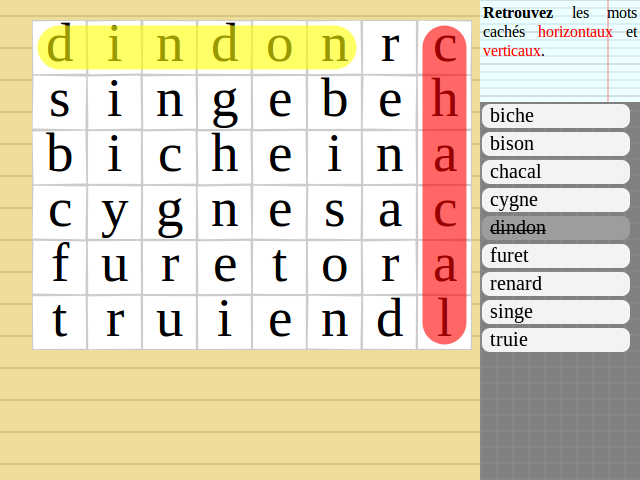 d i n d o n r c
s i n g e b e h
b i c h e i n a
c y g n e s a c
f u r e t o r a
t r u i e n d l
Retrouvez les mots
cachés horizontaux et
verticaux.
biche
bison
chacal
cygne
dindon
furet
renard
singe
truie